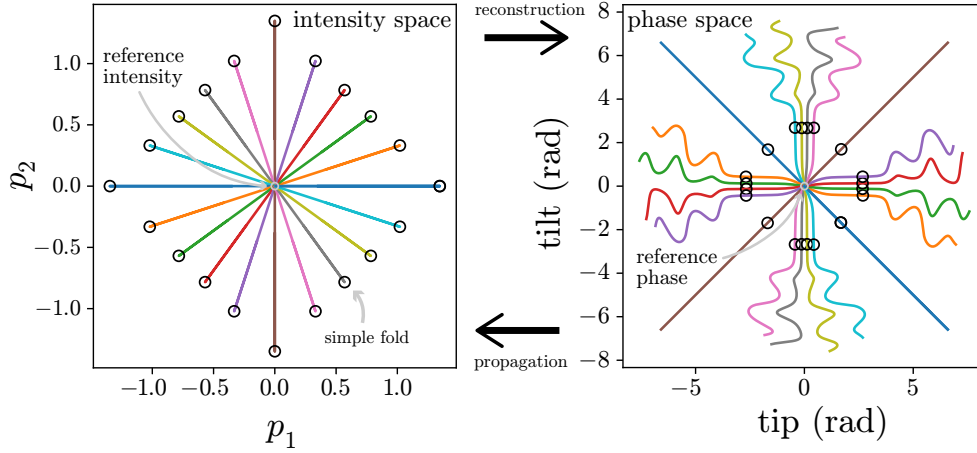 intensity space
reference
intensity
simple fold
1.0
0.5
0.0
−0.5
−1.0
p2
−1.0
−0.5
0.0
0.5
1.0
p1
reconstruction
propagation
phase space
reference
phase
8
6
4
2
0
−2
−4
−6
−8
tilt (rad)
−5
0
5
tip (rad)